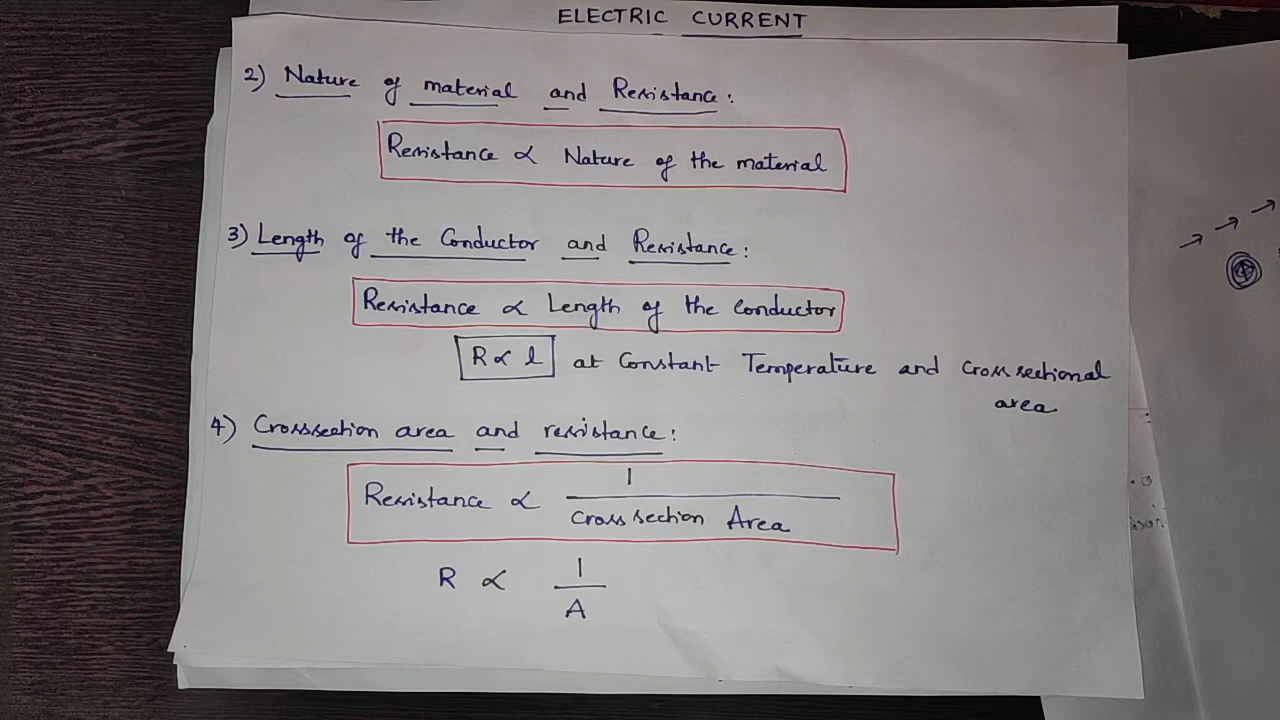 ELECTRIC CURRENT
2) Nature of material and Resistance:
Resistance ∝ Nature of the material
3) Length of the Conductor and Resistance:
Resistance ∝ Length of the Conductor
R ∝ l at Constant Temperature and Cross sectional
area
4) Crosssection area and resistance:
Resistance ∝ 1
Cross section Area
R ∝ 1
A